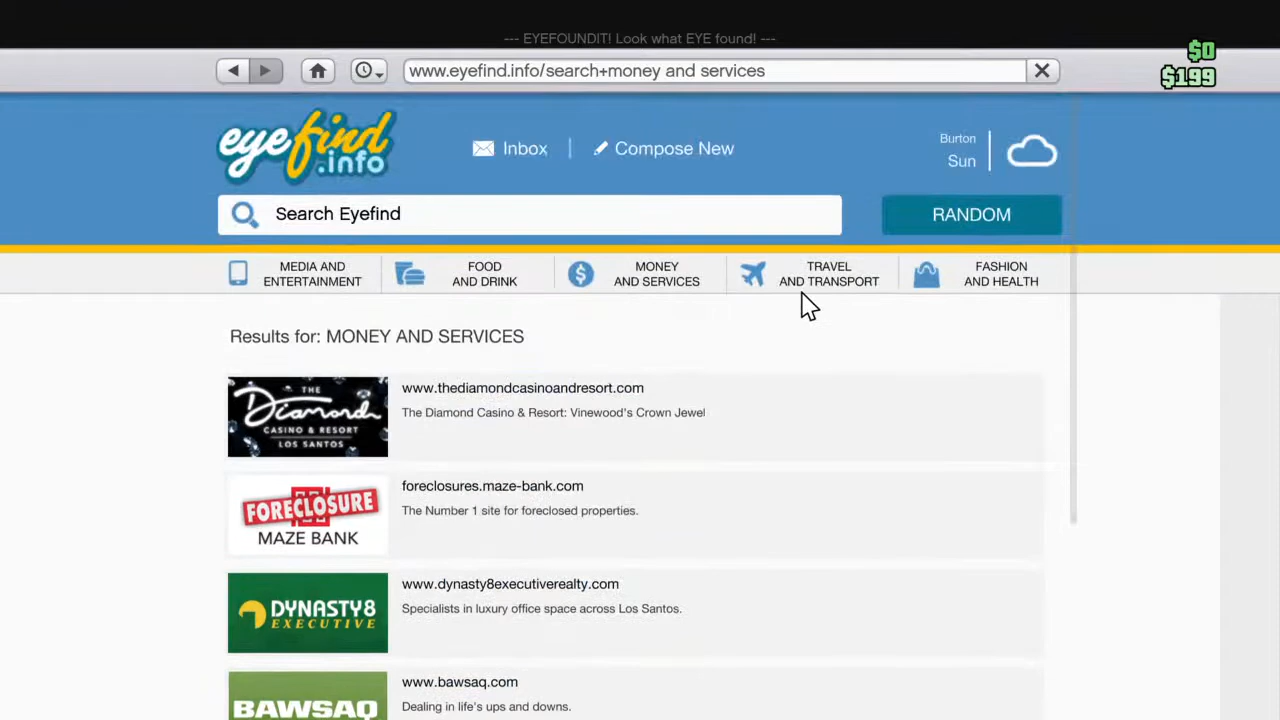 --- EYEFOUNDIT! Look what EYE found! ---
$0
www.eyefind.info/search+money and services
$199
eyefind
.info
Inbox
Compose New
Burton
Sun
Search Eyefind
RANDOM
MEDIA AND
ENTERTAINMENT
FOOD
AND DRINK
MONEY
AND SERVICES
TRAVEL
AND TRANSPORT
FASHION
AND HEALTH
Results for: MONEY AND SERVICES
THE
Diamond
CASINO & RESORT
LOS SANTOS
www.thediamondcasinoandresort.com
The Diamond Casino & Resort: Vinewood's Crown Jewel
FORECLOSURE
MAZE BANK
foreclosures.maze-bank.com
The Number 1 site for foreclosed properties.
DYNASTY8
EXECUTIVE
www.dynasty8executiverealty.com
Specialists in luxury office space across Los Santos.
BAWSAQ
www.bawsaq.com
Dealing in life's ups and downs.